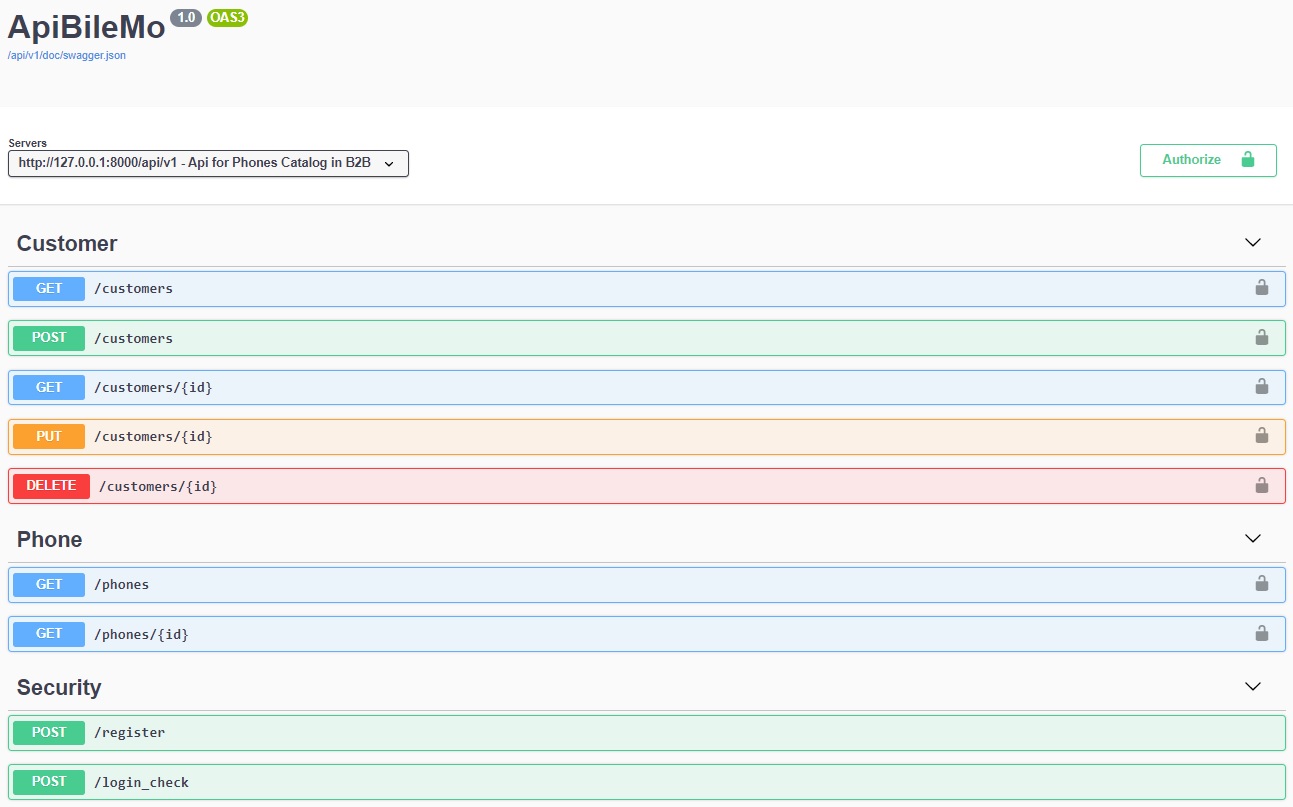 ApiBileMo 1.0 OAS3
/api/v1/doc/swagger.json
Servers
http://127.0.0.1:8000/api/v1 - Api for Phones Catalog in B2B
Authorize
Customer
GET /customers
POST /customers
GET /customers/{id}
PUT /customers/{id}
DELETE /customers/{id}
Phone
GET /phones
GET /phones/{id}
Security
POST /register
POST /login_check